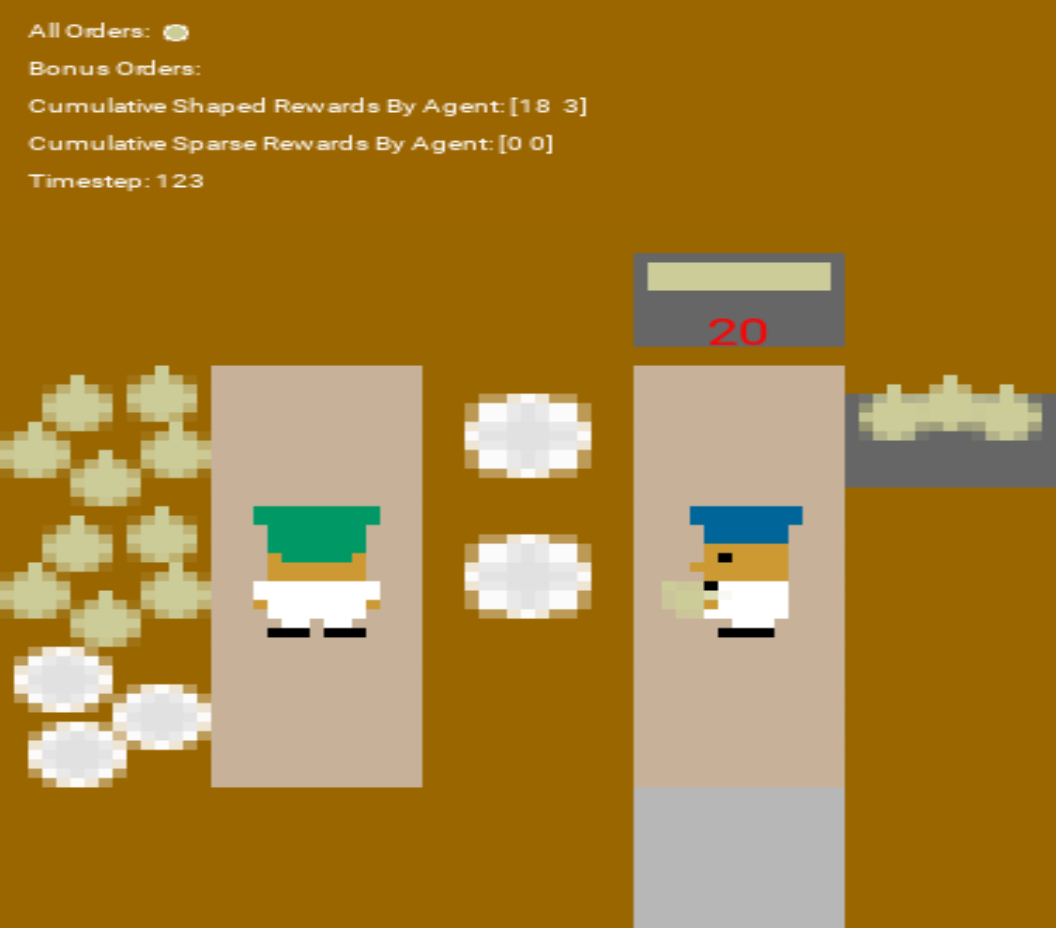 All Orders:
Bonus Orders:
Cumulative Shaped Rewards By Agent: [18 3]
Cumulative Sparse Rewards By Agent: [0 0]
Timestep: 123
20